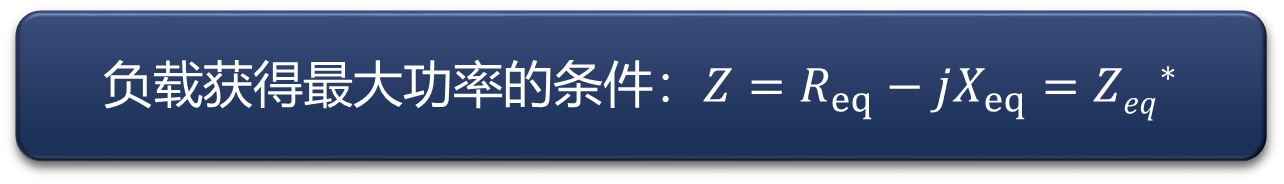 负载获得最大功率的条件：Z = R_eq − jX_eq = Z_eq*